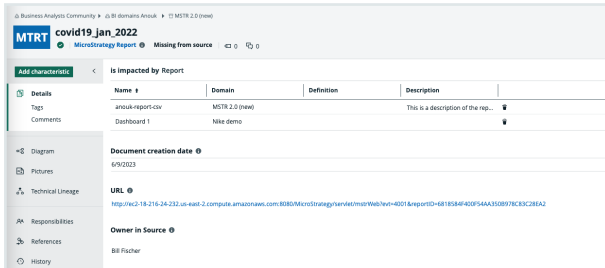 Business Analysts Community BI domains Anouk MSTR 2.0 (new)
MTRT
covid19_jan_2022
MicroStrategy Report Missing from source 0 0
Add characteristic
Details
Tags
Comments
Diagram
Pictures
Technical Lineage
Responsibilities
References
History
is impacted by Report
Name Domain Definition Description
anouk-report-csv MSTR 2.0 (new) This is a description of the rep...
Dashboard 1 Nike demo
Document creation date
6/9/2023
URL
http://ec2-18-216-24-232.us-east-2.compute.amazonaws.com:8080/MicroStrategy/servlet/mstrWeb?evt=4001&reportID=6818584F400F54AA350B978C83C28EA2
Owner in Source
Bill Fischer